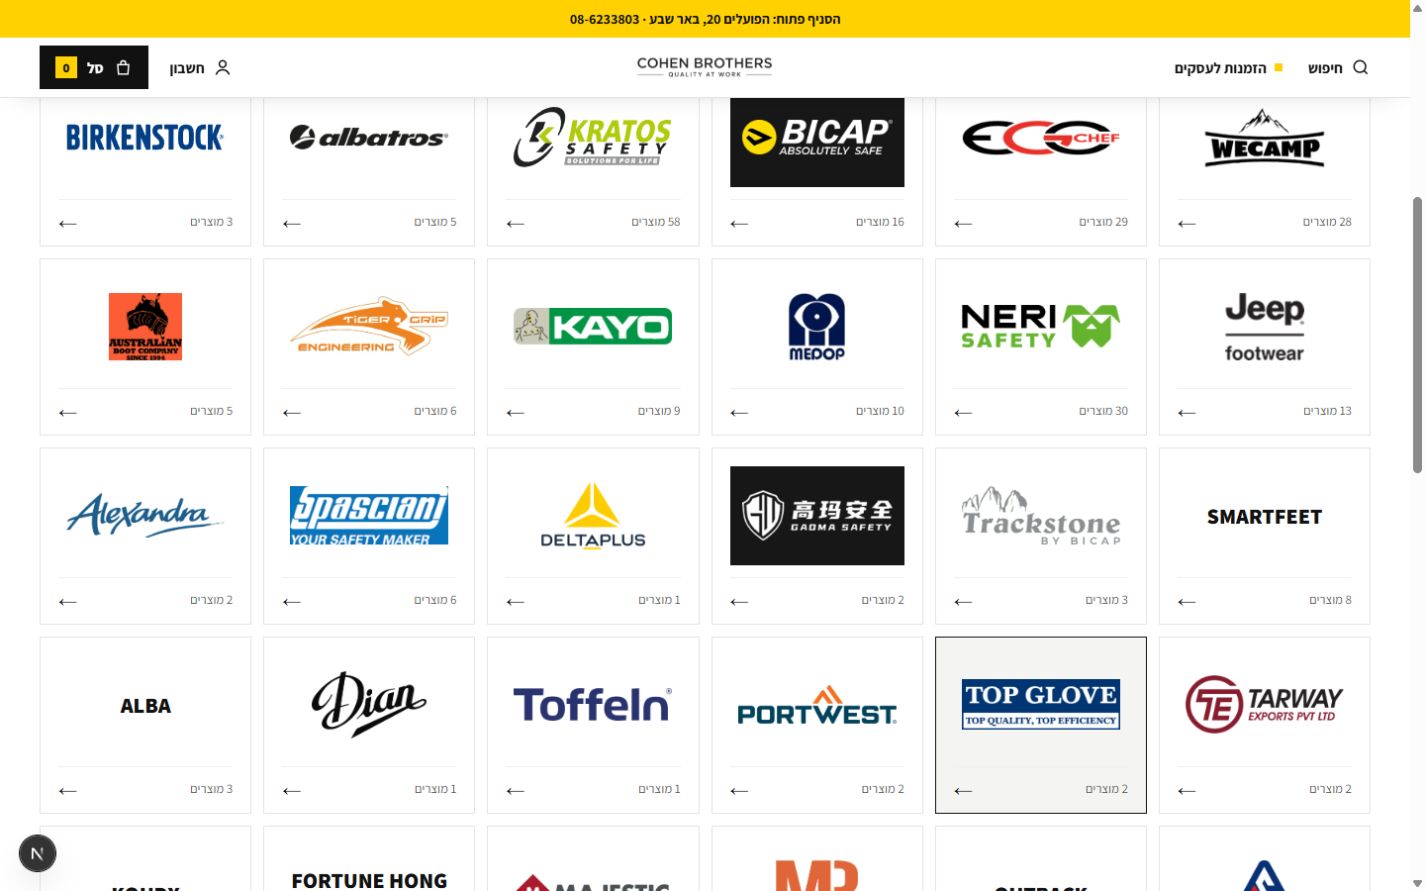 הסניף פתוח: הפועלים 20, באר שבע · 08-6233803
חיפוש
הזמנות לעסקים
COHEN BROTHERS
QUALITY AT WORK
חשבון
סל
0
WECAMP
28 מוצרים
ECO CHEF
29 מוצרים
BICAP®
ABSOLUTELY SAFE
16 מוצרים
KRATOS
SAFETY
SOLUTIONS FOR LIFE
58 מוצרים
albatros®
5 מוצרים
BIRKENSTOCK®
3 מוצרים
Jeep®
footwear
13 מוצרים
NERI
SAFETY
30 מוצרים
MEDOP
10 מוצרים
KAYO
9 מוצרים
TIGER GRIP
ENGINEERING
6 מוצרים
AUSTRALIAN
BOOT COMPANY
SINCE 1994
5 מוצרים
SMARTFEET
8 מוצרים
Trackstone
BY BICAP
3 מוצרים
高玛安全
GAOMA SAFETY
2 מוצרים
DELTAPLUS
1 מוצרים
Spasciani
YOUR SAFETY MAKER
6 מוצרים
Alexandra
2 מוצרים
TE
TARWAY
EXPORTS PVT LTD
2 מוצרים
TOP GLOVE
TOP QUALITY, TOP EFFICIENCY
2 מוצרים
PORTWEST®
2 מוצרים
Toffeln®
1 מוצרים
Dian
1 מוצרים
ALBA
3 מוצרים
OUTBACK
MAJESTIC
FORTUNE HONG
N